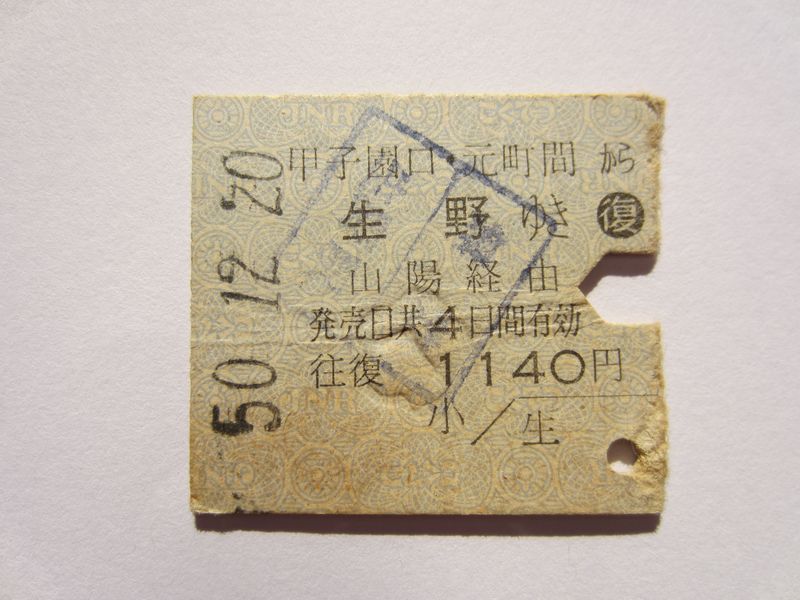 50.12.20
甲子園口・元町間から
生野ゆき 復
山陽経由
発売日共4日間有効
往復 1140円
小/生